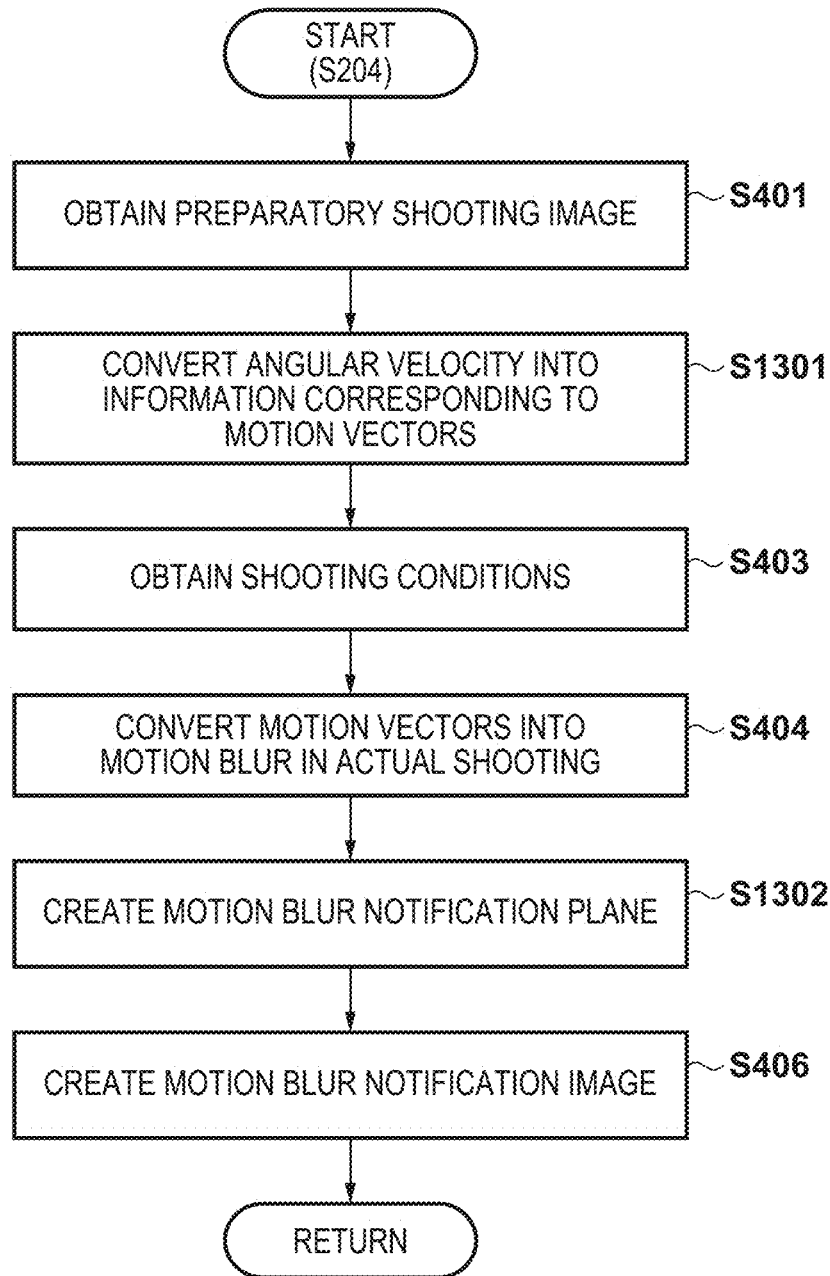 START
(S204)
OBTAIN PREPARATORY SHOOTING IMAGE
S401
CONVERT ANGULAR VELOCITY INTO
INFORMATION CORRESPONDING TO
MOTION VECTORS
S1301
OBTAIN SHOOTING CONDITIONS
S403
CONVERT MOTION VECTORS INTO
MOTION BLUR IN ACTUAL SHOOTING
S404
CREATE MOTION BLUR NOTIFICATION PLANE
S1302
CREATE MOTION BLUR NOTIFICATION IMAGE
S406
RETURN